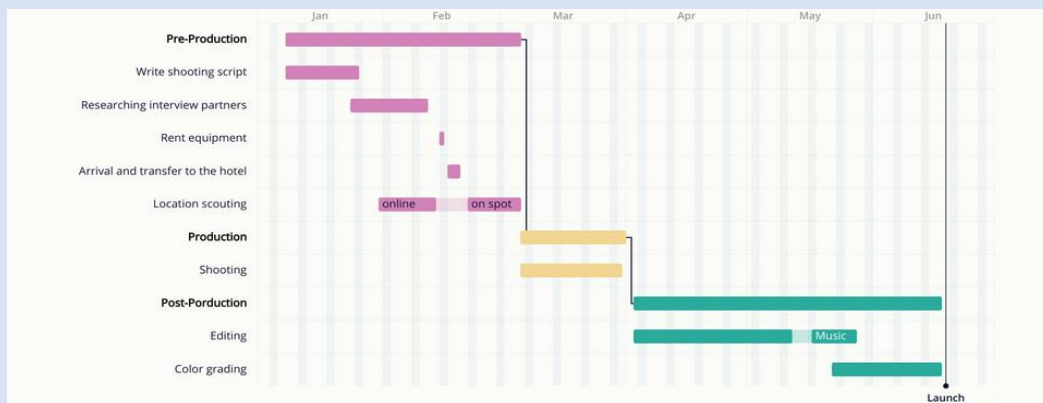 Jan Feb Mar Apr May Jun
Pre-Production
Write shooting script
Researching interview partners
Rent equipment
Arrival and transfer to the hotel
Location scouting online on spot
Production
Shooting
Post-Porduction
Editing Music
Color grading
Launch